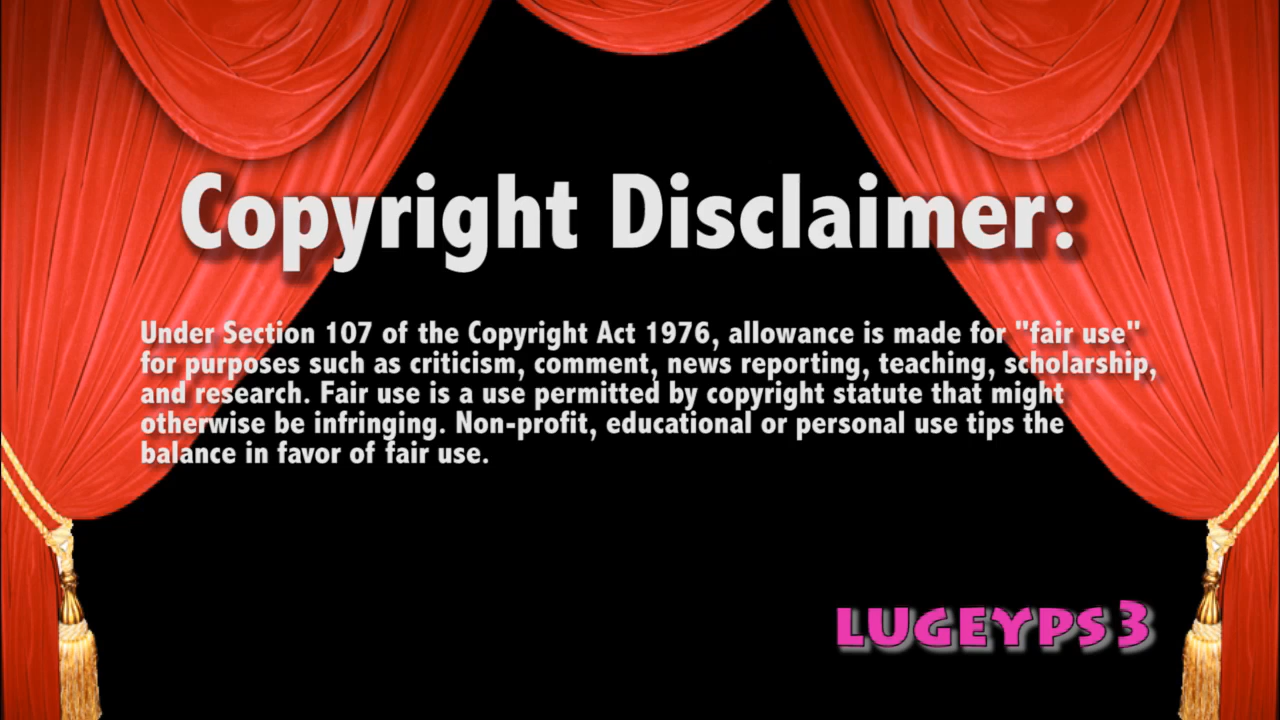 Copyright Disclaimer:
Under Section 107 of the Copyright Act 1976, allowance is made for "fair use"
for purposes such as criticism, comment, news reporting, teaching, scholarship,
and research. Fair use is a use permitted by copyright statute that might
otherwise be infringing. Non-profit, educational or personal use tips the
balance in favor of fair use.
LUGEYPS3